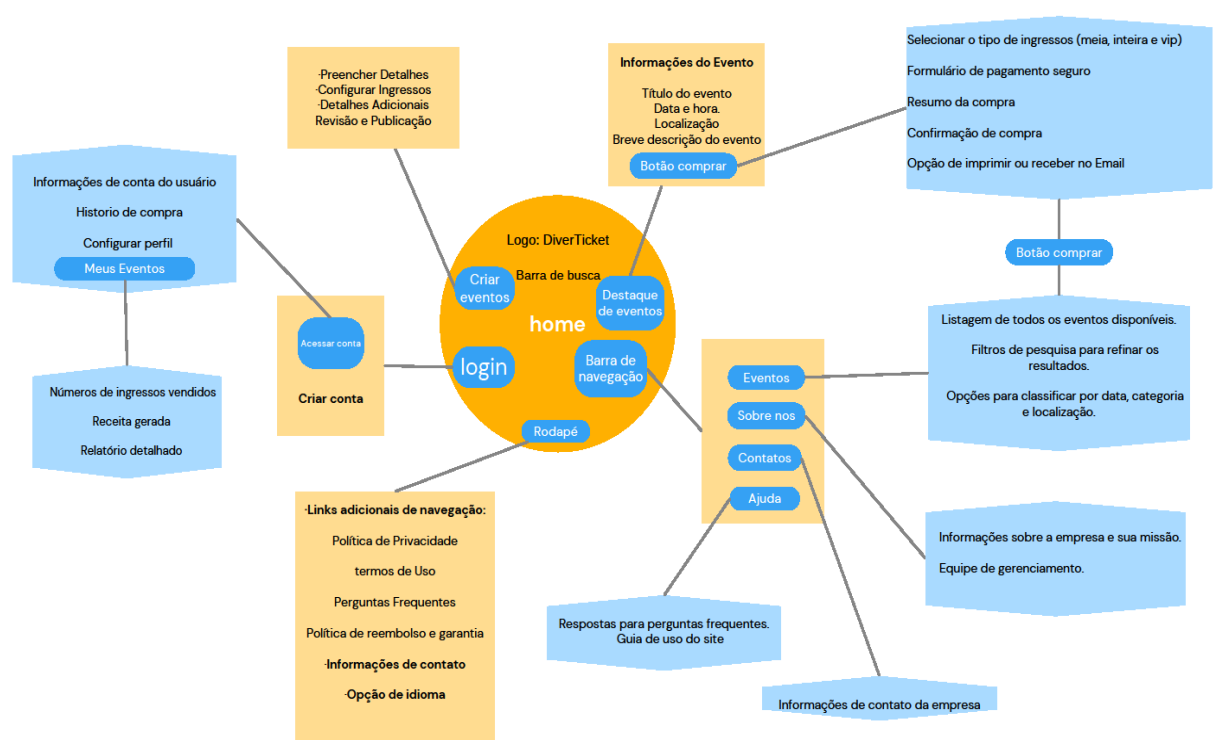 ·Preencher Detalhes
·Configurar Ingressos
·Detalhes Adicionais
Revisão e Publicação
Informações do Evento
Título do evento
Data e hora.
Localização
Breve descrição do evento
Botão comprar
Selecionar o tipo de ingressos (meia, inteira e vip)
Formulário de pagamento seguro
Resumo da compra
Confirmação de compra
Opção de imprimir ou receber no Email
Botão comprar
Listagem de todos os eventos disponíveis.
Filtros de pesquisa para refinar os
resultados.
Opções para classificar por data, categoria
e localização.
Informações de conta do usuário
Historio de compra
Configurar perfil
Meus Eventos
Números de ingressos vendidos
Receita gerada
Relatório detalhado
Acessar conta
Criar conta
Logo: DiverTicket
Barra de busca
Criar
eventos
Destaque
de eventos
home
login
Barra de
navegação
Rodapé
Eventos
Sobre nos
Contatos
Ajuda
Informações sobre a empresa e sua missão.
Equipe de gerenciamento.
Respostas para perguntas frequentes.
Guia de uso do site
Informações de contato da empresa
·Links adicionais de navegação:
Política de Privacidade
termos de Uso
Perguntas Frequentes
Política de reembolso e garantia
·Informações de contato
·Opção de idioma